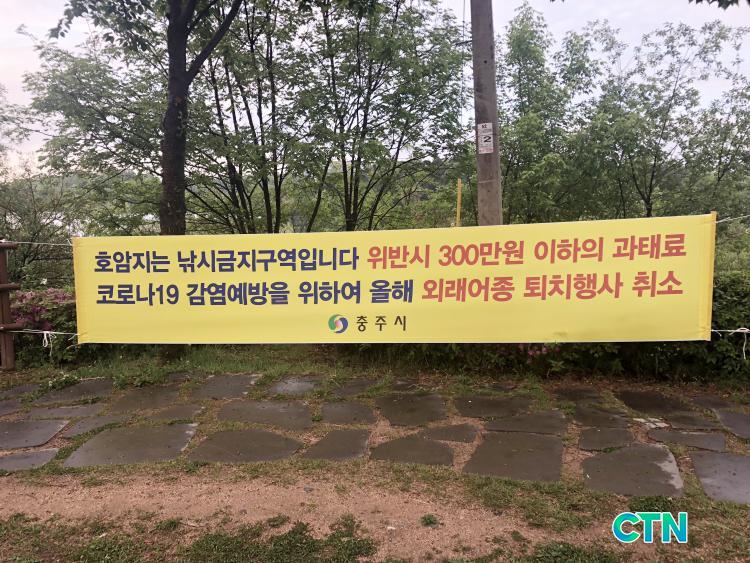 호암지는 낚시금지구역입니다 위반시 300만원 이하의 과태료
코로나19 감염예방을 위하여 올해 외래어종 퇴치행사 취소
충주시
2
CTN